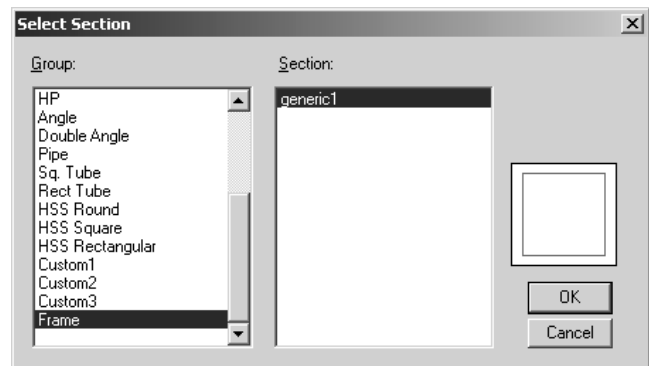 Select Section
Group:
Section:
HP
Angle
Double Angle
Pipe
Sq. Tube
Rect Tube
HSS Round
HSS Square
HSS Rectangular
Custom1
Custom2
Custom3
Frame
generic1
OK
Cancel